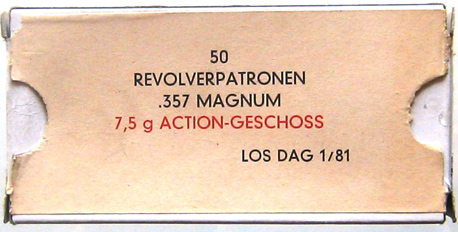 50
REVOLVERPATRONEN
.357 MAGNUM
7,5 g ACTION-GESCHOSS
LOS DAG 1/81